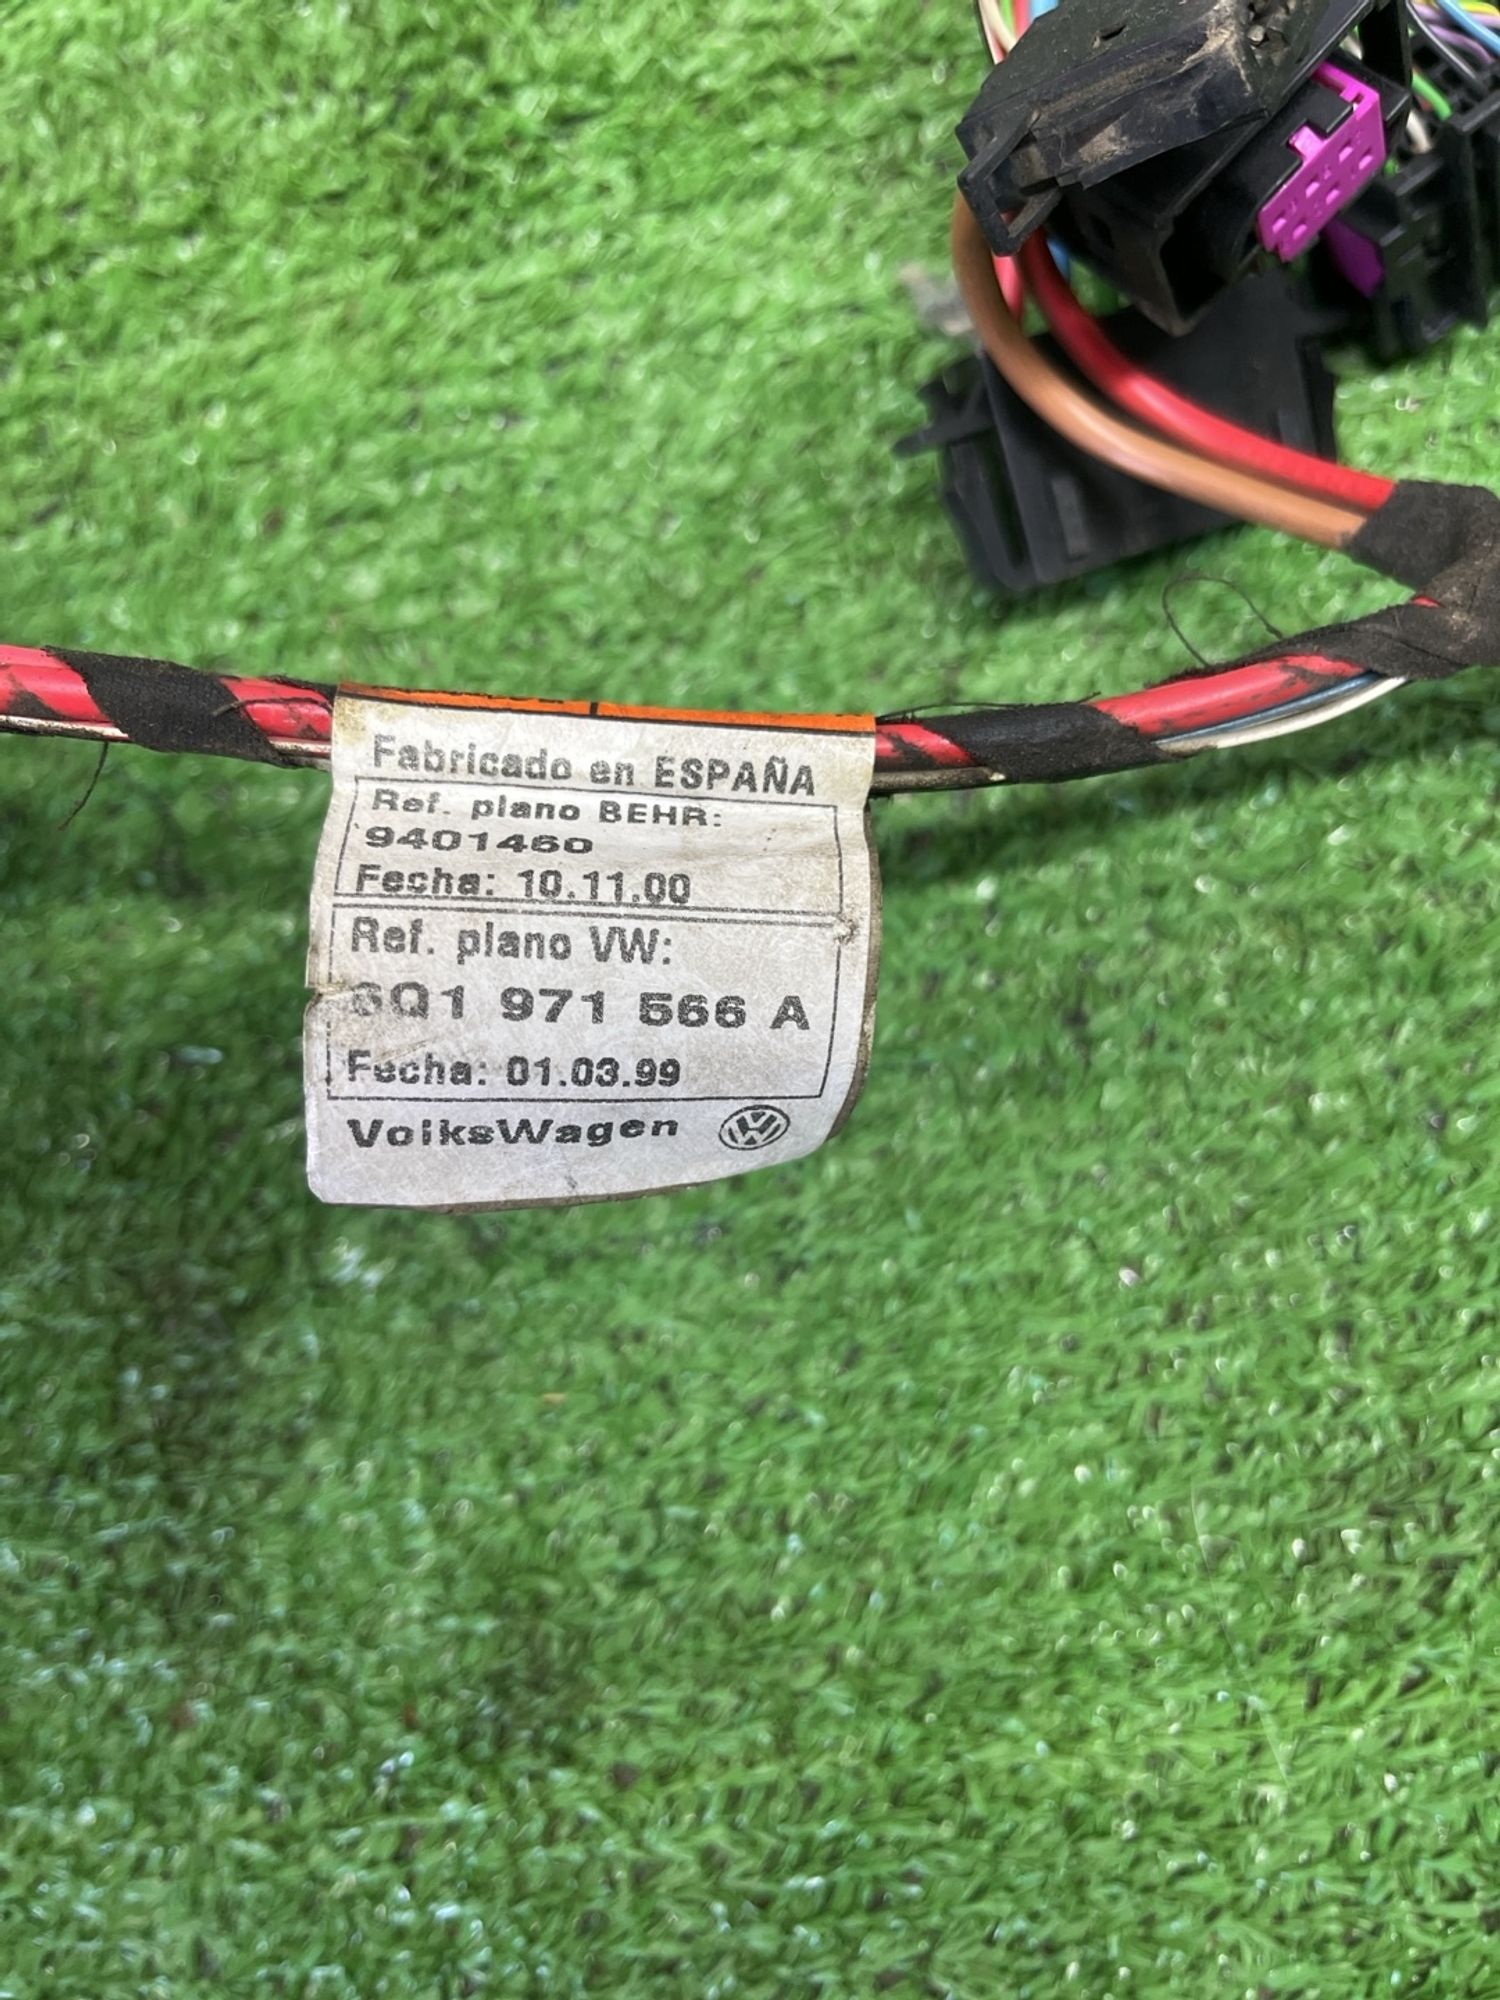 Fabricado en ESPAÑA
Ref. plano BEHR:
9401460
Fecha: 10.11.00
Ref. plano VW:
6Q1 971 566 A
Fecha: 01.03.99
VolksWagen